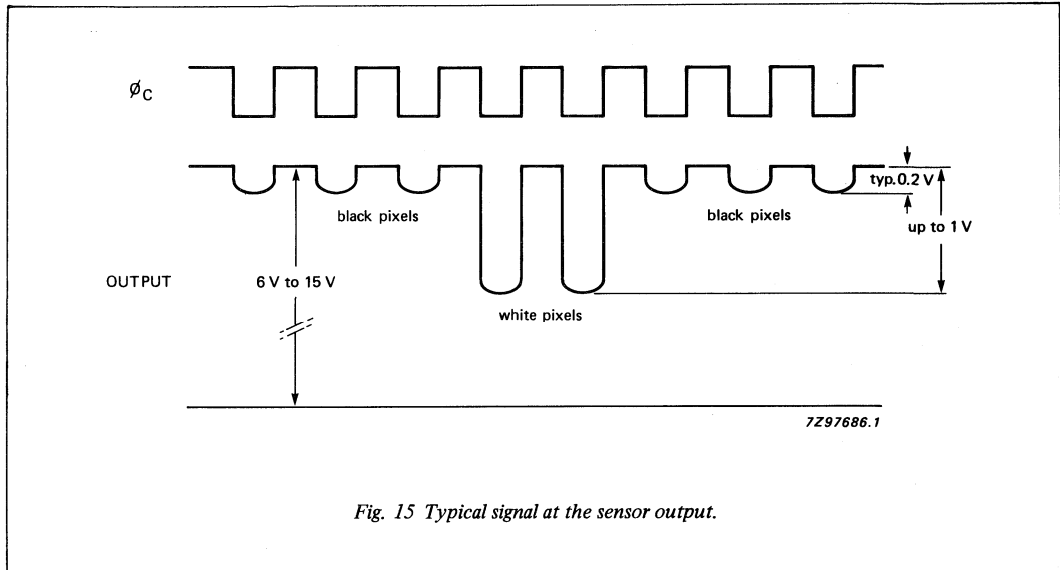 ØC
typ. 0.2 V
black pixels
black pixels
up to 1 V
OUTPUT
6 V to 15 V
white pixels
7Z97686.1
Fig. 15 Typical signal at the sensor output.